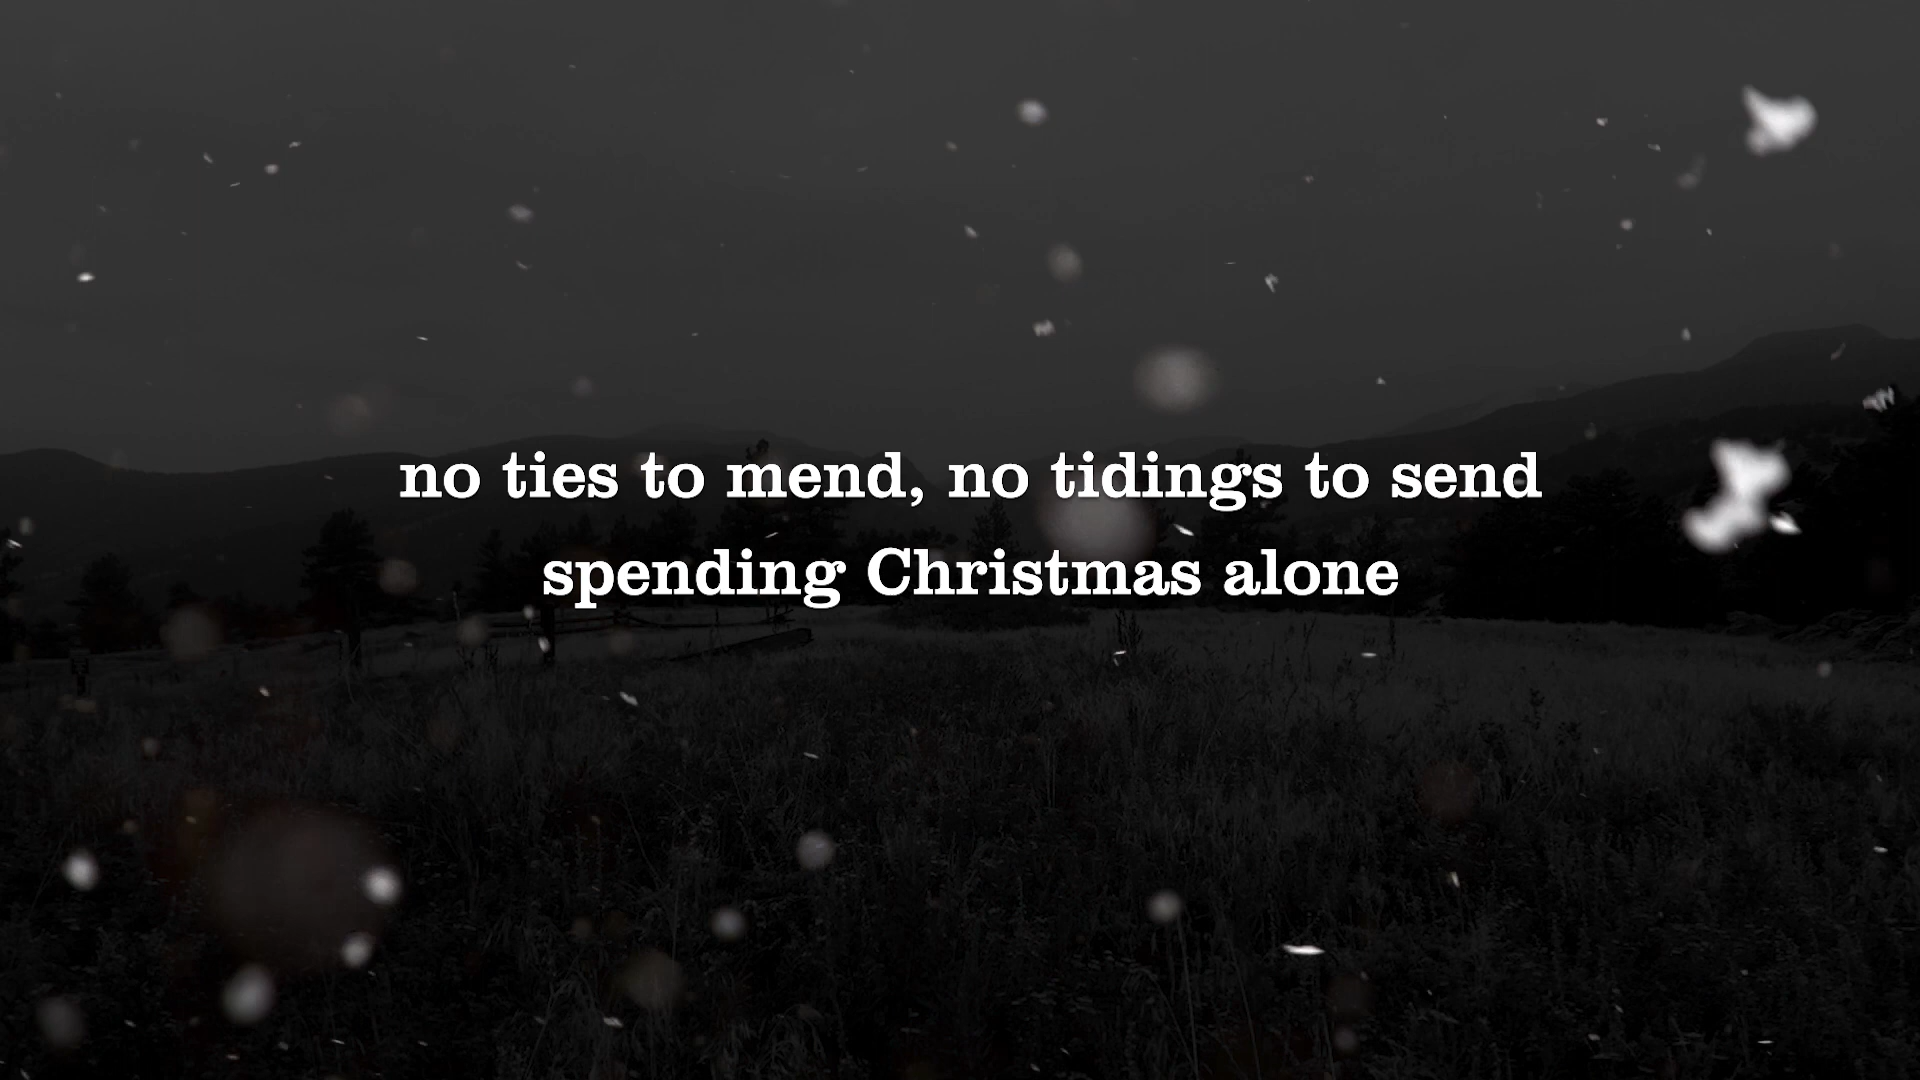 no ties to mend, no tidings to send
spending Christmas alone